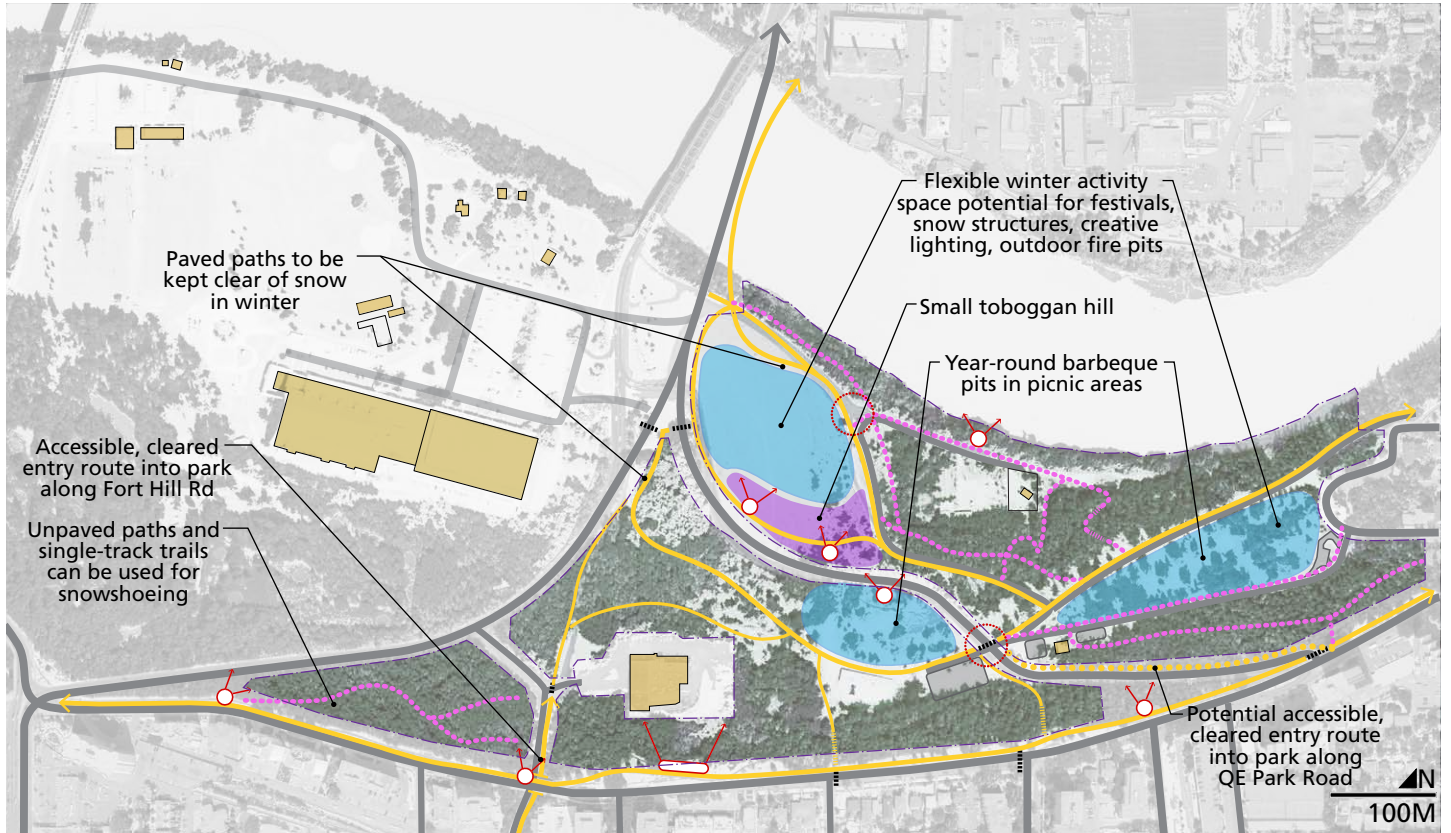 Flexible winter activity
space potential for festivals,
snow structures, creative
lighting, outdoor fire pits
Paved paths to be
kept clear of snow
in winter
Small toboggan hill
Year-round barbeque
pits in picnic areas
Accessible, cleared
entry route into park
along Fort Hill Rd
Unpaved paths and
single-track trails
can be used for
snowshoeing
Potential accessible,
cleared entry route
into park along
QE Park Road
N
100M